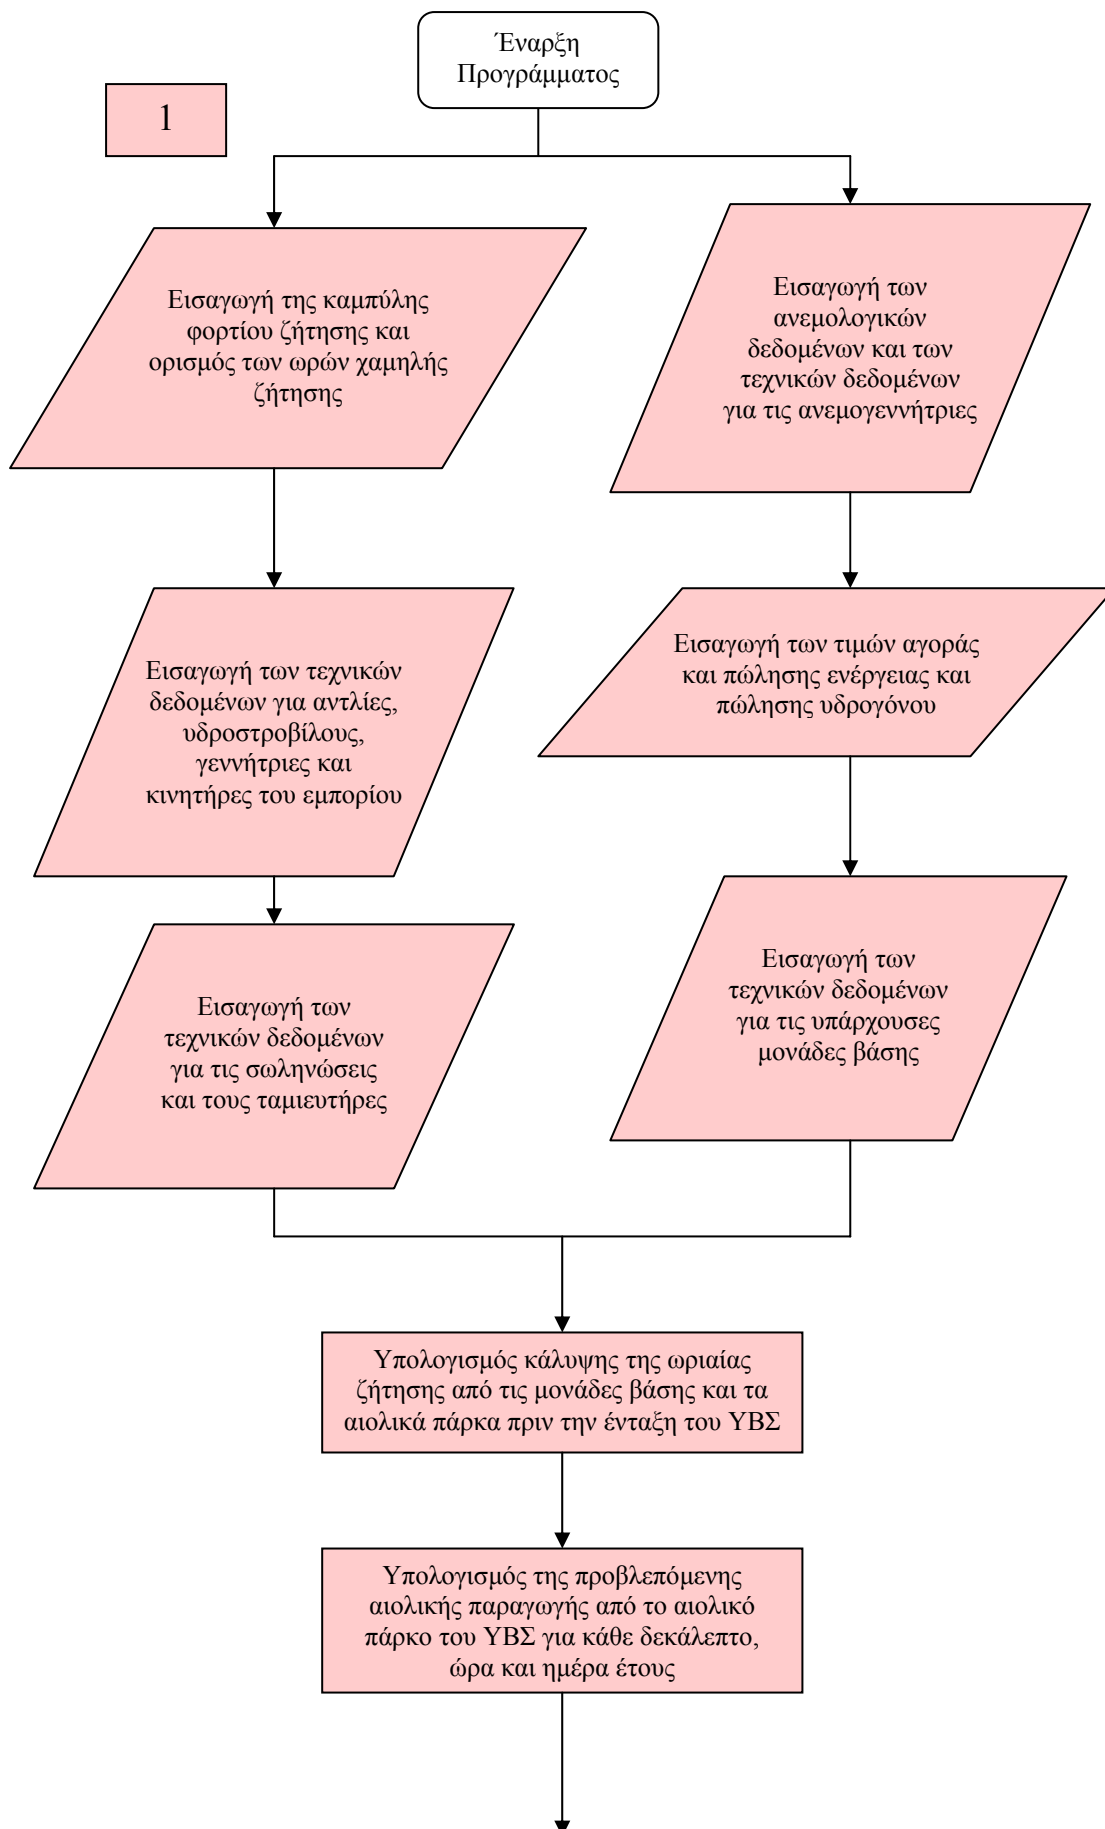 Έναρξη
Προγράμματος
1
Εισαγωγή της καμπύλης
φορτίου ζήτησης και
ορισμός των ωρών χαμηλής
ζήτησης
Εισαγωγή των
ανεμολογικών
δεδομένων και των
τεχνικών δεδομένων
για τις ανεμογεννήτριες
Εισαγωγή των τεχνικών
δεδομένων για αντλίες,
υδροστροβίλους,
γεννήτριες και
κινητήρες του εμπορίου
Εισαγωγή των τιμών αγοράς
και πώλησης ενέργειας και
πώλησης υδρογόνου
Εισαγωγή των
τεχνικών δεδομένων
για τις σωληνώσεις
και τους ταμιευτήρες
Εισαγωγή των
τεχνικών δεδομένων
για τις υπάρχουσες
μονάδες βάσης
Υπολογισμός κάλυψης της ωριαίας
ζήτησης από τις μονάδες βάσης και τα
αιολικά πάρκα πριν την ένταξη του ΥΒΣ
Υπολογισμός της προβλεπόμενης
αιολικής παραγωγής από το αιολικό
πάρκο του ΥΒΣ για κάθε δεκάλεπτο,
ώρα και ημέρα έτους